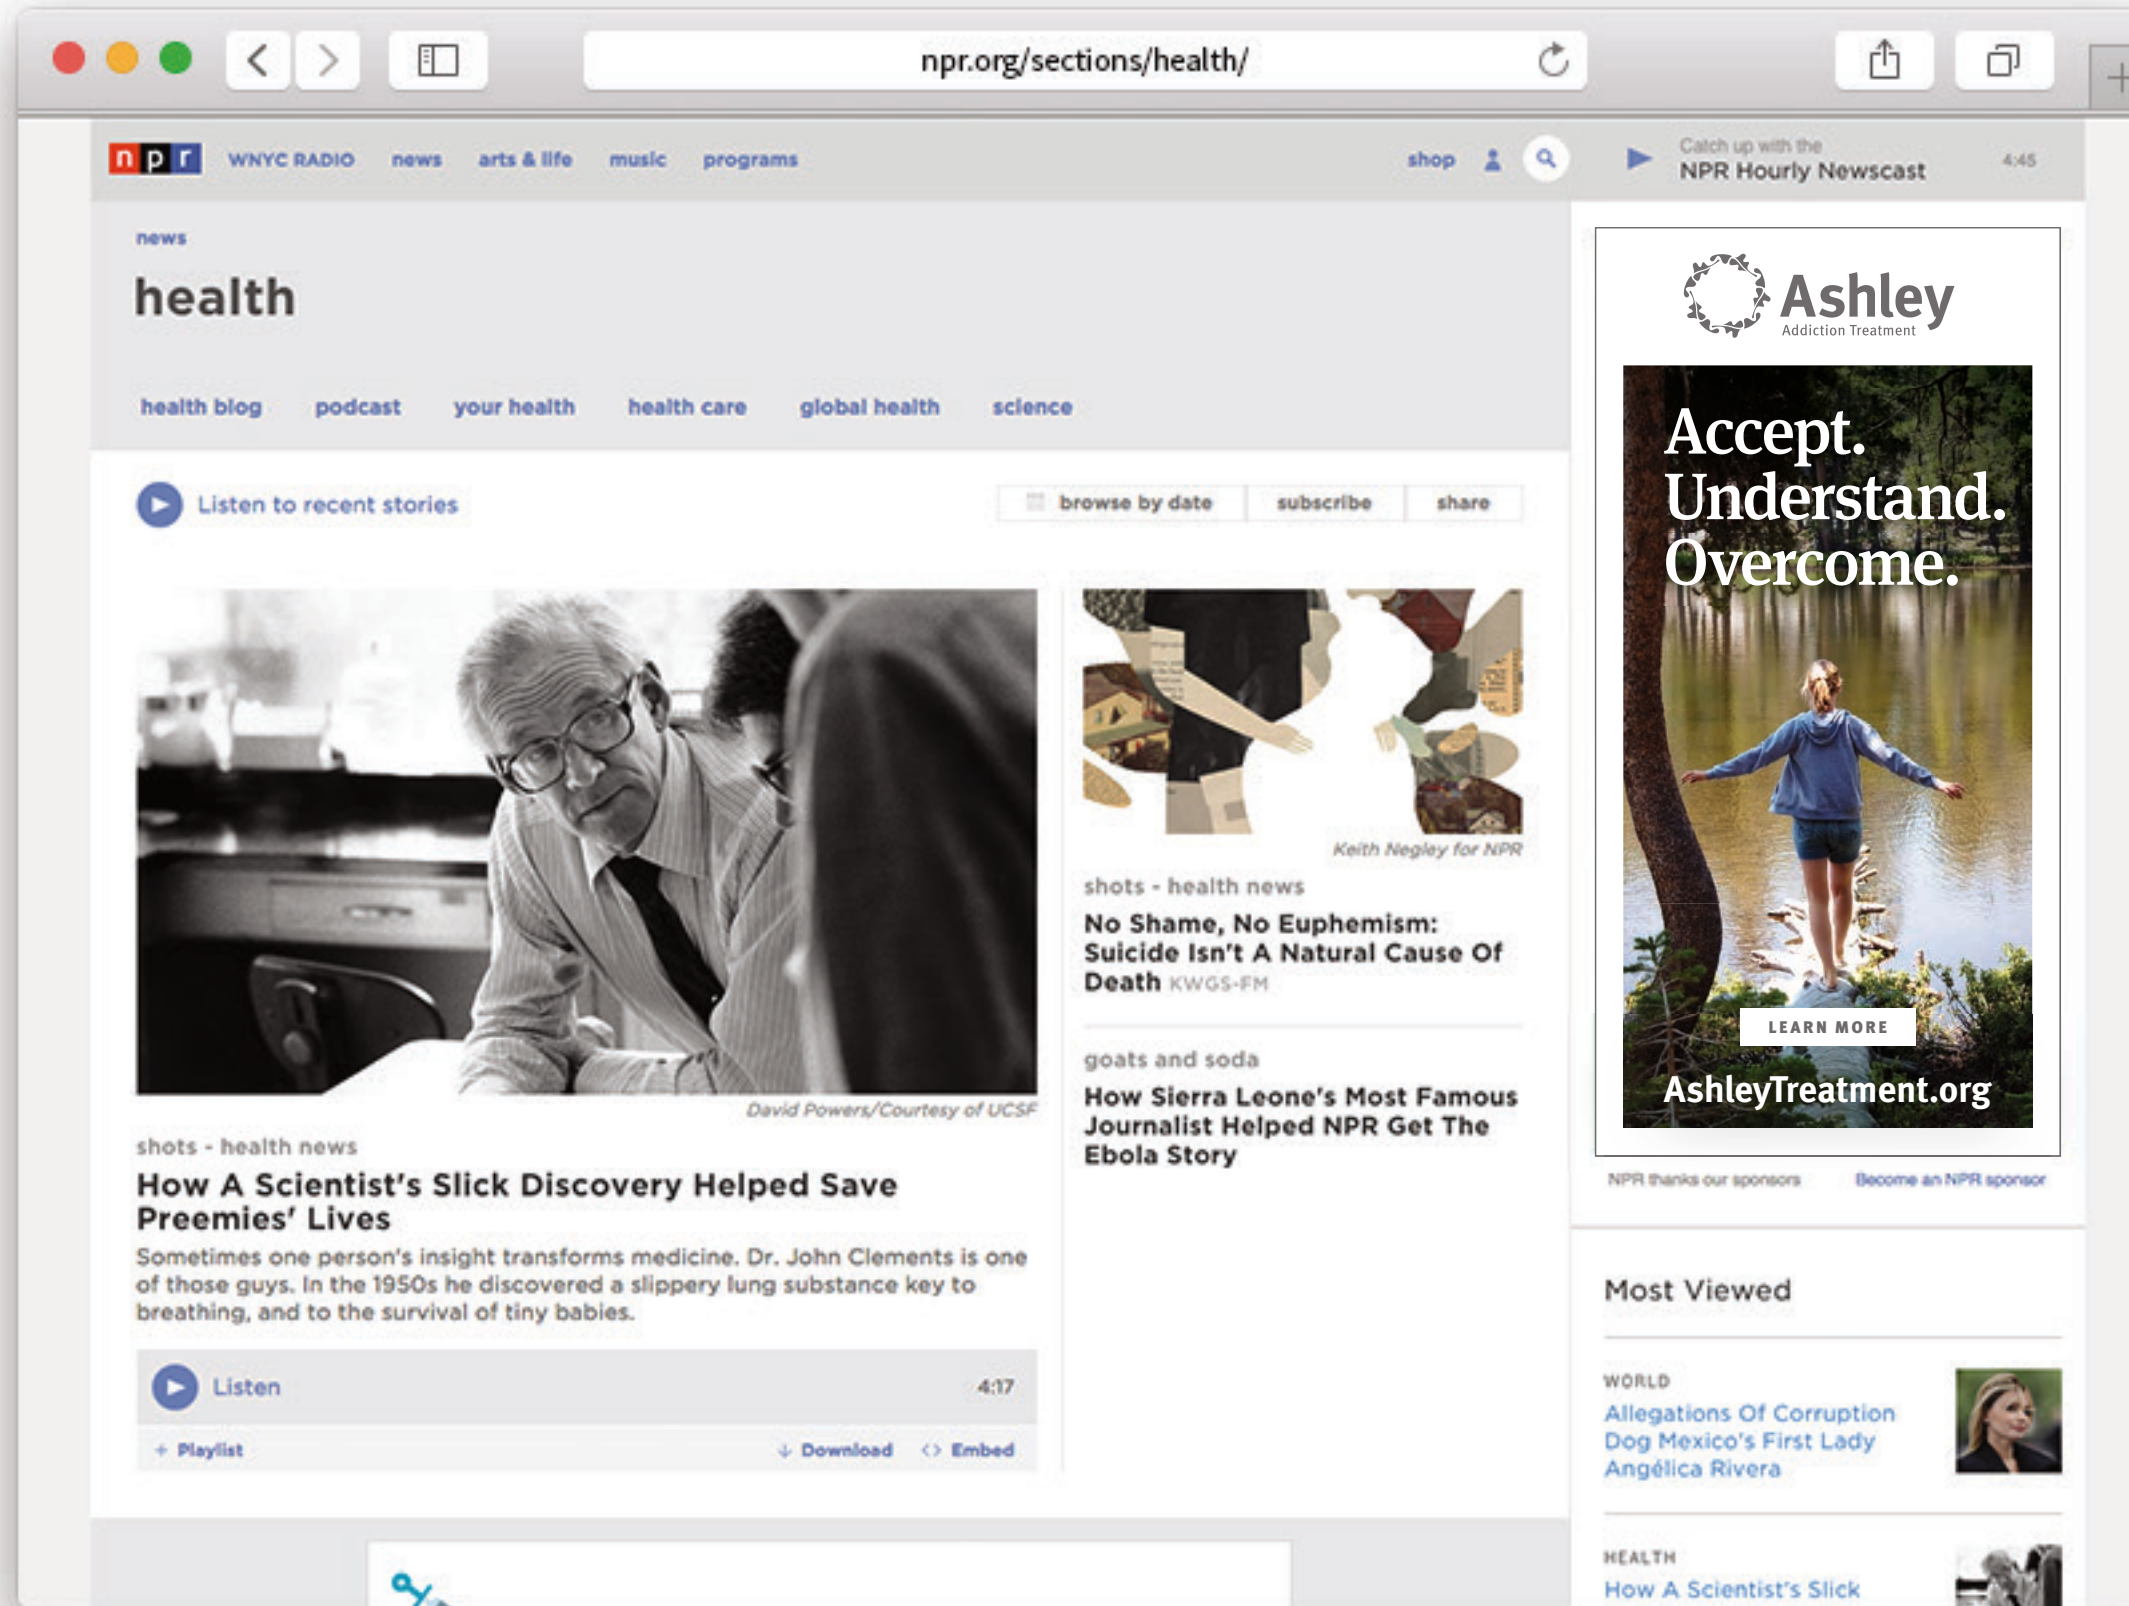 npr.org/sections/health/
npr
WNYC RADIO
news
arts & life
music
programs
shop
Catch up with the
NPR Hourly Newscast
4:45
news
health
health blog
podcast
your health
health care
global health
science
Listen to recent stories
browse by date
subscribe
share
David Powers/Courtesy of UCSF
shots - health news
How A Scientist's Slick Discovery Helped Save
Preemies' Lives
Sometimes one person's insight transforms medicine. Dr. John Clements is one
of those guys. In the 1950s he discovered a slippery lung substance key to
breathing, and to the survival of tiny babies.
Listen
4:17
+ Playlist
Download
<> Embed
Keith Negley for NPR
shots - health news
No Shame, No Euphemism:
Suicide Isn't A Natural Cause Of
Death KWGS-FM
goats and soda
How Sierra Leone's Most Famous
Journalist Helped NPR Get The
Ebola Story
Ashley
Addiction Treatment
Accept.
Understand.
Overcome.
LEARN MORE
AshleyTreatment.org
NPR thanks our sponsors
Become an NPR sponsor
Most Viewed
WORLD
Allegations Of Corruption
Dog Mexico's First Lady
Angélica Rivera
HEALTH
How A Scientist's Slick